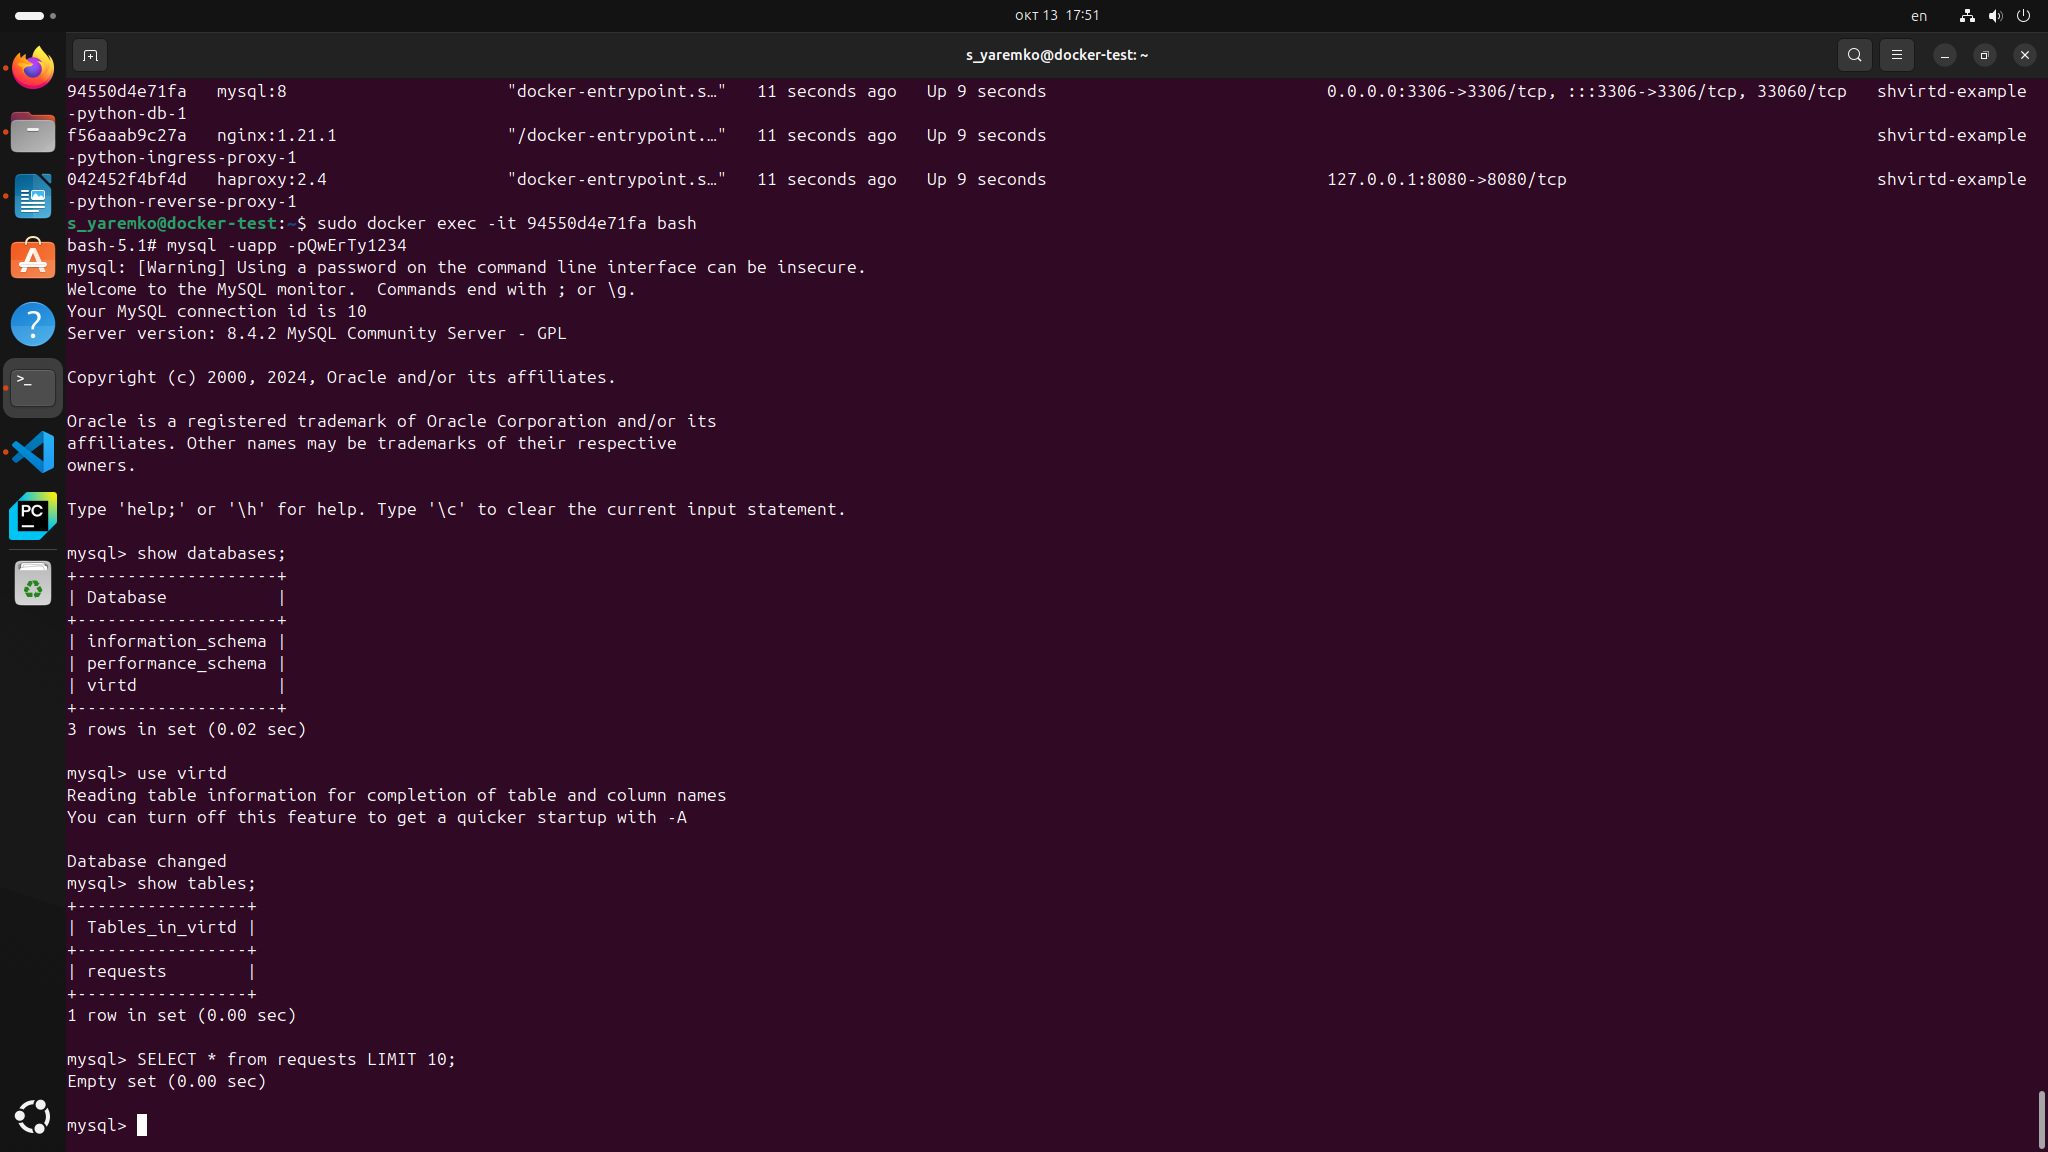 окт 13 17:51
en
s_yaremko@docker-test: ~
94550d4e71fa   mysql:8                      "docker-entrypoint.s…"   11 seconds ago   Up 9 seconds                            0.0.0.0:3306->3306/tcp, :::3306->3306/tcp, 33060/tcp   shvirtd-example
-python-db-1
f56aaab9c27a   nginx:1.21.1                 "/docker-entrypoint.…"   11 seconds ago   Up 9 seconds                                                                                   shvirtd-example
-python-ingress-proxy-1
042452f4bf4d   haproxy:2.4                  "docker-entrypoint.s…"   11 seconds ago   Up 9 seconds                            127.0.0.1:8080->8080/tcp                               shvirtd-example
-python-reverse-proxy-1
s_yaremko@docker-test:~$ sudo docker exec -it 94550d4e71fa bash
bash-5.1# mysql -uapp -pQwErTy1234
mysql: [Warning] Using a password on the command line interface can be insecure.
Welcome to the MySQL monitor.  Commands end with ; or \g.
Your MySQL connection id is 10
Server version: 8.4.2 MySQL Community Server - GPL
Copyright (c) 2000, 2024, Oracle and/or its affiliates.
Oracle is a registered trademark of Oracle Corporation and/or its
affiliates. Other names may be trademarks of their respective
owners.
Type 'help;' or '\h' for help. Type '\c' to clear the current input statement.
mysql> show databases;
+--------------------+
| Database           |
+--------------------+
| information_schema |
| performance_schema |
| virtd              |
+--------------------+
3 rows in set (0.02 sec)
mysql> use virtd
Reading table information for completion of table and column names
You can turn off this feature to get a quicker startup with -A
Database changed
mysql> show tables;
+-----------------+
| Tables_in_virtd |
+-----------------+
| requests        |
+-----------------+
1 row in set (0.00 sec)
mysql> SELECT * from requests LIMIT 10;
Empty set (0.00 sec)
mysql>
>_
PC